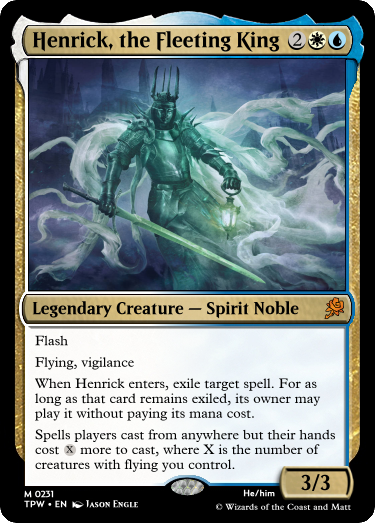 Henrick, the Fleeting King 2
Legendary Creature — Spirit Noble
Flash
Flying, vigilance
When Henrick enters, exile target spell. For as
long as that card remains exiled, its owner may
play it without paying its mana cost.
Spells players cast from anywhere but their hands
cost X more to cast, where X is the number of
creatures with flying you control.
3/3
M 0231
He/him
TPW • EN Jason Engle
© Wizards of the Coast and Matt